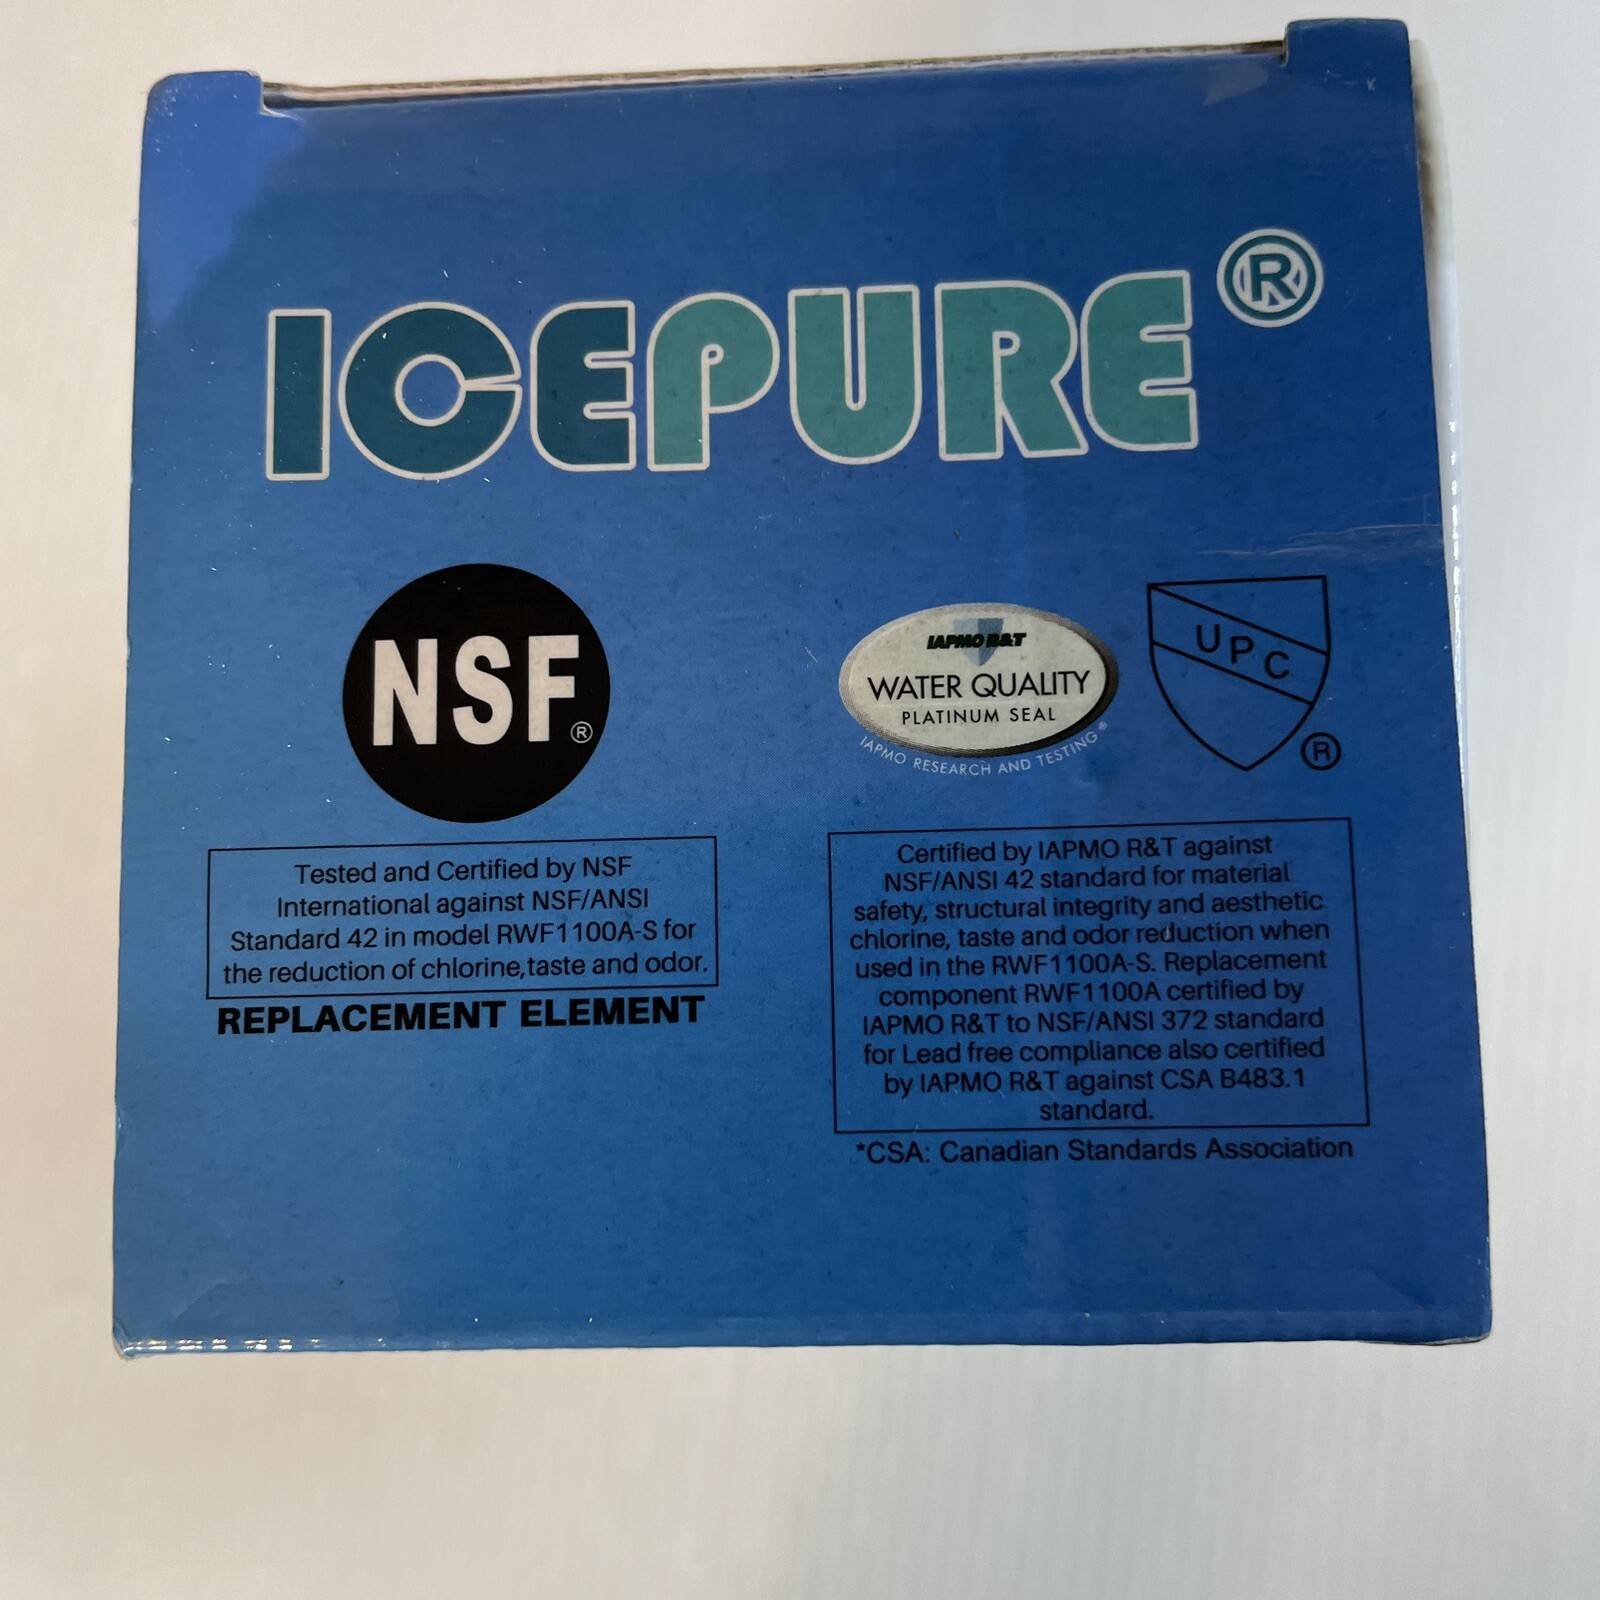 ICEPURE®
NSF®
Tested and Certified by NSF
International against NSF/ANSI
Standard 42 in model RWF1100A-S for
the reduction of chlorine,taste and odor.
REPLACEMENT ELEMENT
IAPMO R&T
WATER QUALITY
PLATINUM SEAL
IAPMO RESEARCH AND TESTING®
UPC
®
Certified by IAPMO R&T against
NSF/ANSI 42 standard for material
safety, structural integrity and aesthetic
chlorine, taste and odor reduction when
used in the RWF1100A-S. Replacement
component RWF1100A certified by
IAPMO R&T to NSF/ANSI 372 standard
for Lead free compliance also certified
by IAPMO R&T against CSA B483.1
standard.
*CSA: Canadian Standards Association